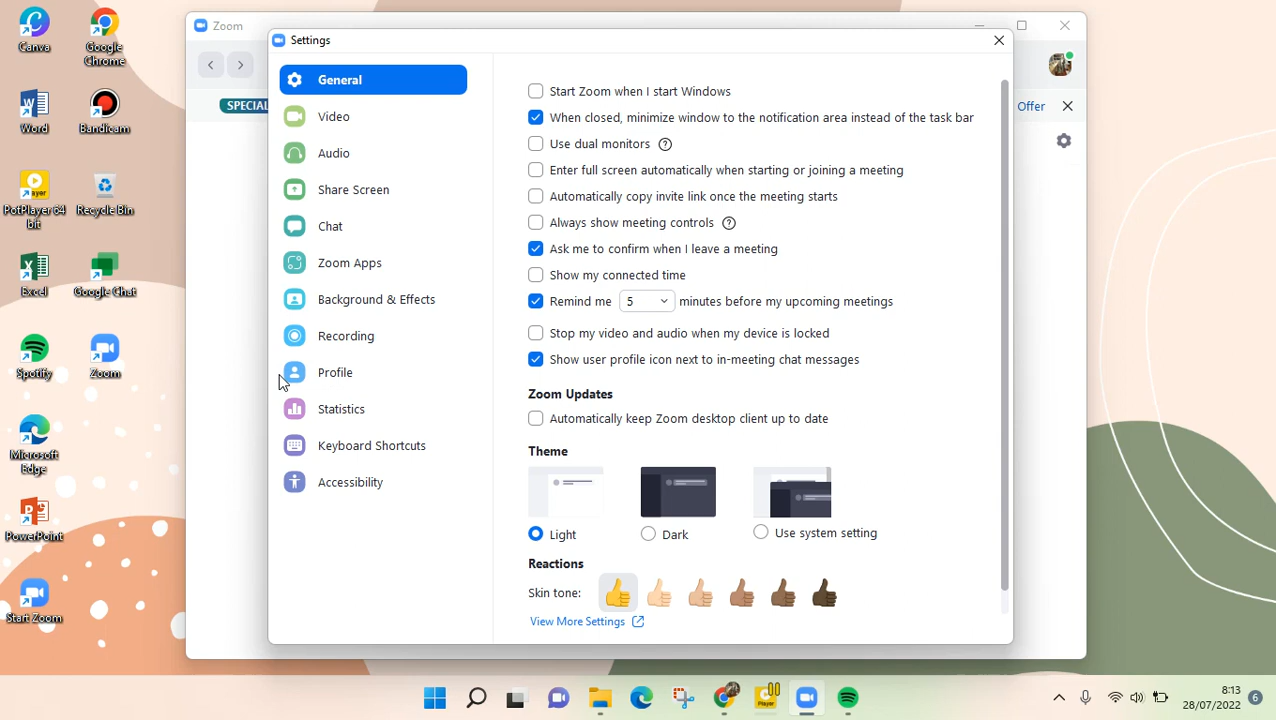 Canva
Google
Chrome
Word
Bandicam
Player
PotPlayer 64
bit
Recycle Bin
Excel
Google Chat
Spotify
Zoom
Microsoft
Edge
PowerPoint
Start Zoom
Zoom
SPECIAL
Offer
Settings
General
Video
Audio
Share Screen
Chat
Zoom Apps
Background & Effects
Recording
Profile
Statistics
Keyboard Shortcuts
Accessibility
Start Zoom when I start Windows
When closed, minimize window to the notification area instead of the task bar
Use dual monitors ?
Enter full screen automatically when starting or joining a meeting
Automatically copy invite link once the meeting starts
Always show meeting controls ?
Ask me to confirm when I leave a meeting
Show my connected time
Remind me 5 minutes before my upcoming meetings
Stop my video and audio when my device is locked
Show user profile icon next to in-meeting chat messages
Zoom Updates
Automatically keep Zoom desktop client up to date
Theme
Light Dark Use system setting
Reactions
Skin tone:
View More Settings
Player
8:13
28/07/2022
6